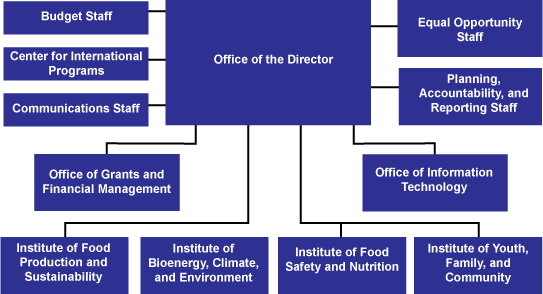 Budget Staff
Center for International
Programs
Communications Staff
Office of the Director
Equal Opportunity
Staff
Planning,
Accountability, and
Reporting Staff
Office of Grants and
Financial Management
Office of Information
Technology
Institute of Food
Production and
Sustainability
Institute of
Bioenergy, Climate,
and Environment
Institute of Food
Safety and Nutrition
Institute of Youth,
Family, and
Community